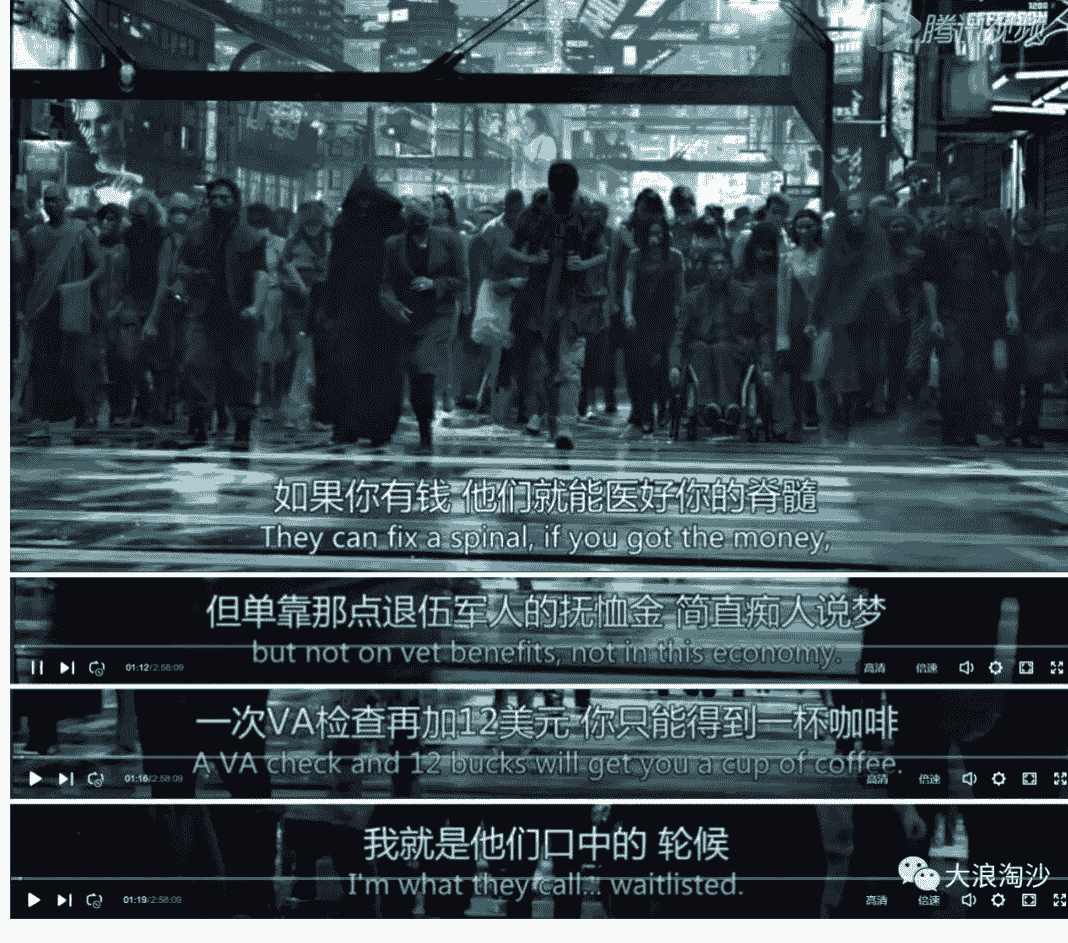 腾讯视频
如果你有钱 他们就能医好你的脊髓
They can fix a spinal, if you got the money,
但单靠那点退伍军人的抚恤金 简直痴人说梦
but not on vet benefits, not in this economy.
01:12/2:58:09 高清 倍速
一次VA检查再加12美元 你只能得到一杯咖啡
A VA check and 12 bucks will get you a cup of coffee.
01:16/2:58:09 高清 倍速
我就是他们口中的 轮候
大浪淘沙
I'm what they call... waitlisted.
01:19/2:58:09 高清 倍速